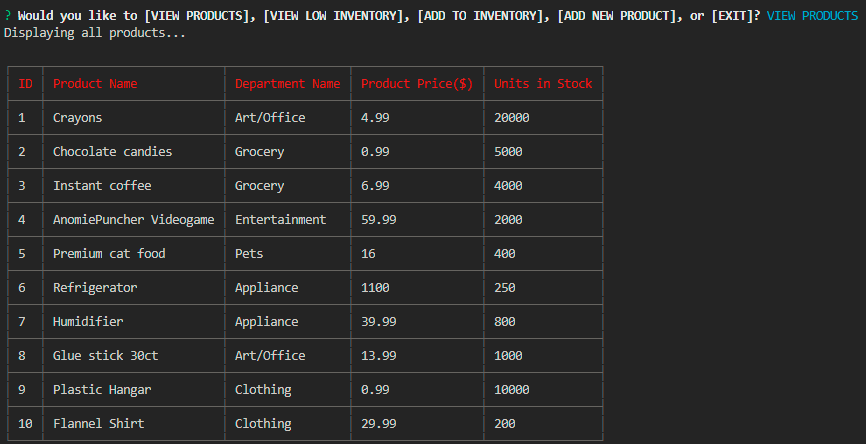 ? Would you like to [VIEW PRODUCTS], [VIEW LOW INVENTORY], [ADD TO INVENTORY], [ADD NEW PRODUCT], or [EXIT]? VIEW PRODUCTS
Displaying all products...
ID Product Name Department Name Product Price($) Units in Stock
1 Crayons Art/Office 4.99 20000
2 Chocolate candies Grocery 0.99 5000
3 Instant coffee Grocery 6.99 4000
4 AnomiePuncher Videogame Entertainment 59.99 2000
5 Premium cat food Pets 16 400
6 Refrigerator Appliance 1100 250
7 Humidifier Appliance 39.99 800
8 Glue stick 30ct Art/Office 13.99 1000
9 Plastic Hangar Clothing 0.99 10000
10 Flannel Shirt Clothing 29.99 200